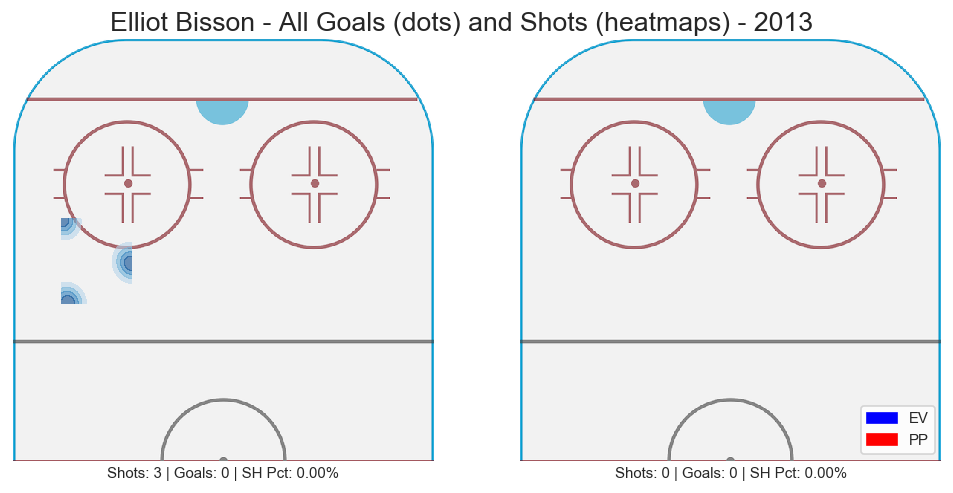 Elliot Bisson - All Goals (dots) and Shots (heatmaps) - 2013
EV
PP
Shots: 3 | Goals: 0 | SH Pct: 0.00%
Shots: 0 | Goals: 0 | SH Pct: 0.00%